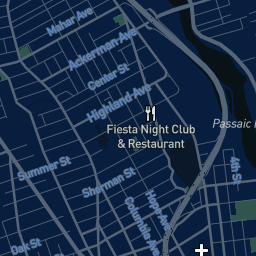 Mahar Ave
Ackerman Ave
Center St
Highland Ave
Fiesta Night Club
& Restaurant
Passaic
Summer St
Sherman St
4th St
Hope Ave
Columbia Ave
Oak St